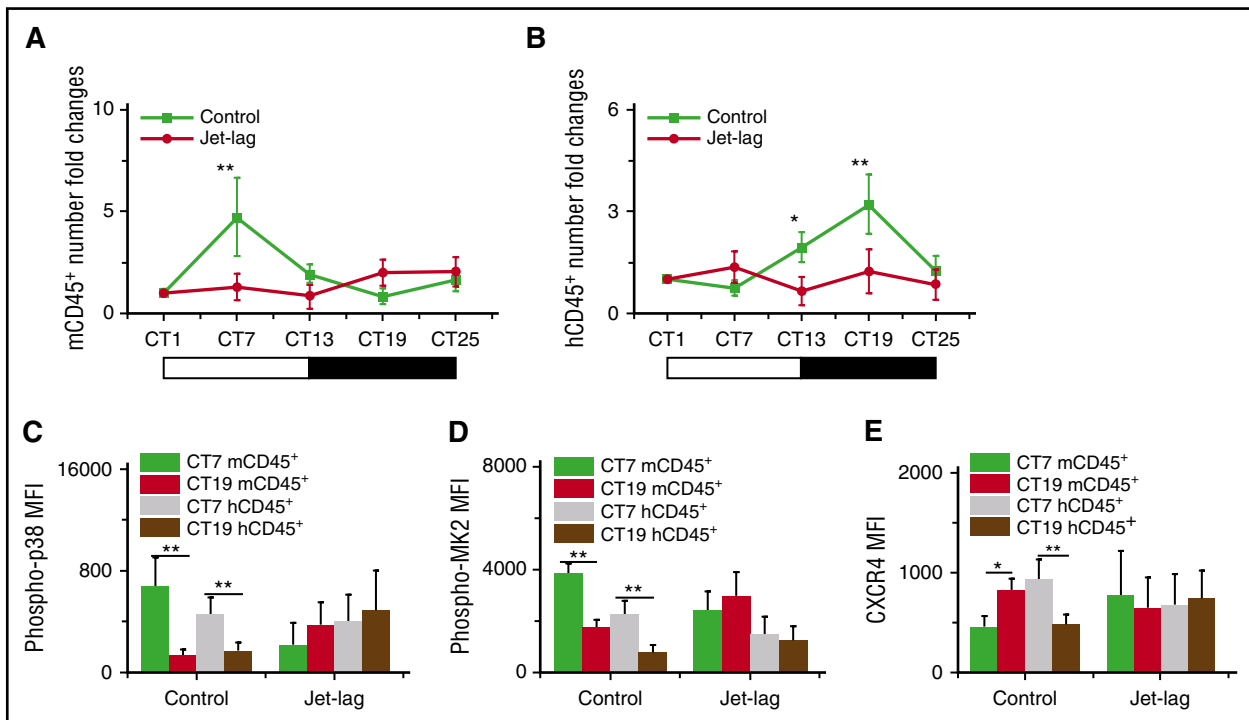 A
mCD45⁺ number fold changes
10
5
0
Control
Jet-lag
**
CT1 CT7 CT13 CT19 CT25
B
hCD45⁺ number fold changes
6
3
0
Control
Jet-lag
*
**
CT1 CT7 CT13 CT19 CT25
C
Phospho-p38 MFI
16000
800
0
CT7 mCD45⁺
CT19 mCD45⁺
CT7 hCD45⁺
CT19 hCD45⁺
**
**
Control Jet-lag
D
Phospho-MK2 MFI
8000
4000
0
CT7 mCD45⁺
CT19 mCD45⁺
CT7 hCD45⁺
CT19 hCD45⁺
**
**
Control Jet-lag
E
CXCR4 MFI
2000
1000
0
CT7 mCD45⁺
CT19 mCD45⁺
CT7 hCD45⁺
CT19 hCD45⁺
*
**
Control Jet-lag